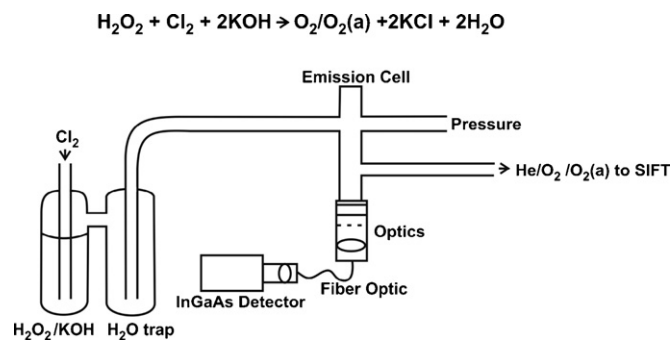 H₂O₂ + Cl₂ + 2KOH → O₂/O₂(a) +2KCl + 2H₂O
Emission Cell
Cl₂
Pressure
He/O₂ /O₂(a) to SIFT
Optics
InGaAs Detector
Fiber Optic
H₂O₂ /KOH
H₂O trap